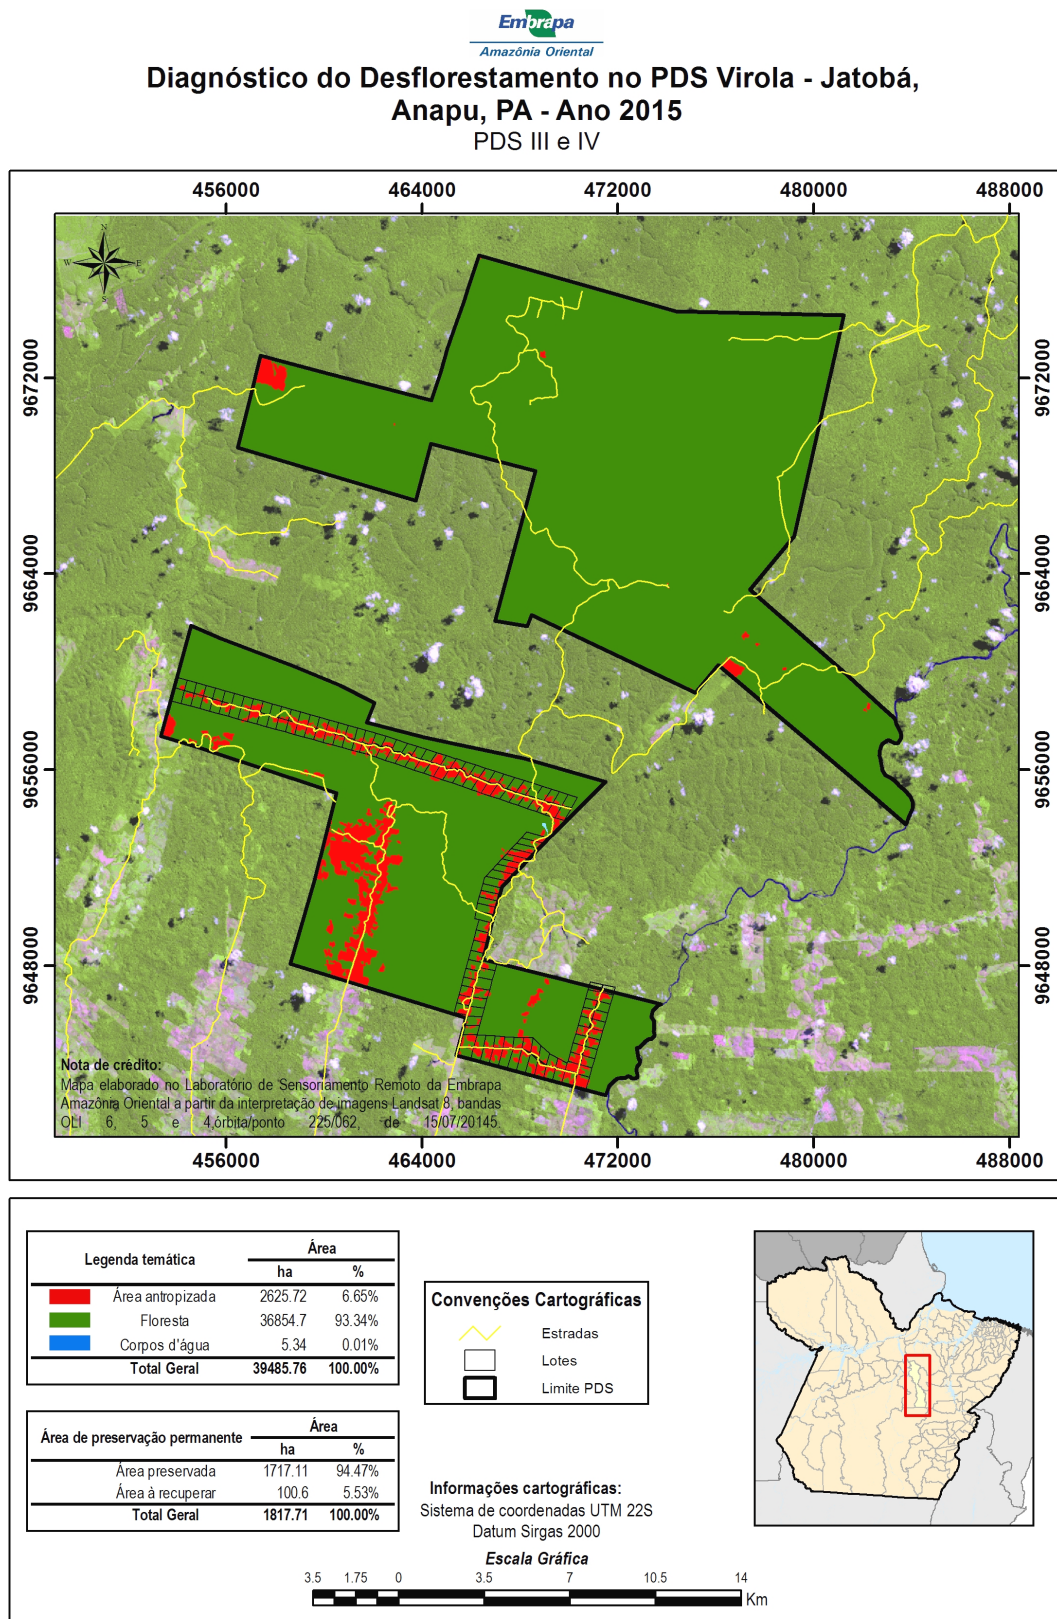 Embrapa
Amazônia Oriental
Diagnóstico do Desflorestamento no PDS Virola - Jatobá,
Anapu, PA - Ano 2015
PDS III e IV
456000 464000 472000 480000 488000
N
W E
S
9672000 9672000
9664000 9664000
9656000 9656000
9648000 9648000
Nota de crédito:
Mapa elaborado no Laboratório de Sensoriamento Remoto da Embrapa
Amazônia Oriental a partir da interpretação de imagens Landsat 8, bandas
OLI 6, 5 e 4,órbita/ponto 225/062, de 15/07/20145.
456000 464000 472000 480000 488000
Legenda temática Área
ha %
Área antropizada 2625.72 6.65%
Floresta 36854.7 93.34%
Corpos d'água 5.34 0.01%
Total Geral 39485.76 100.00%
Área de preservação permanente Área
ha %
Área preservada 1717.11 94.47%
Área à recuperar 100.6 5.53%
Total Geral 1817.71 100.00%
Convenções Cartográficas
Estradas
Lotes
Limite PDS
Informações cartográficas:
Sistema de coordenadas UTM 22S
Datum Sirgas 2000
Escala Gráfica
3.5 1.75 0 3.5 7 10.5 14
Km